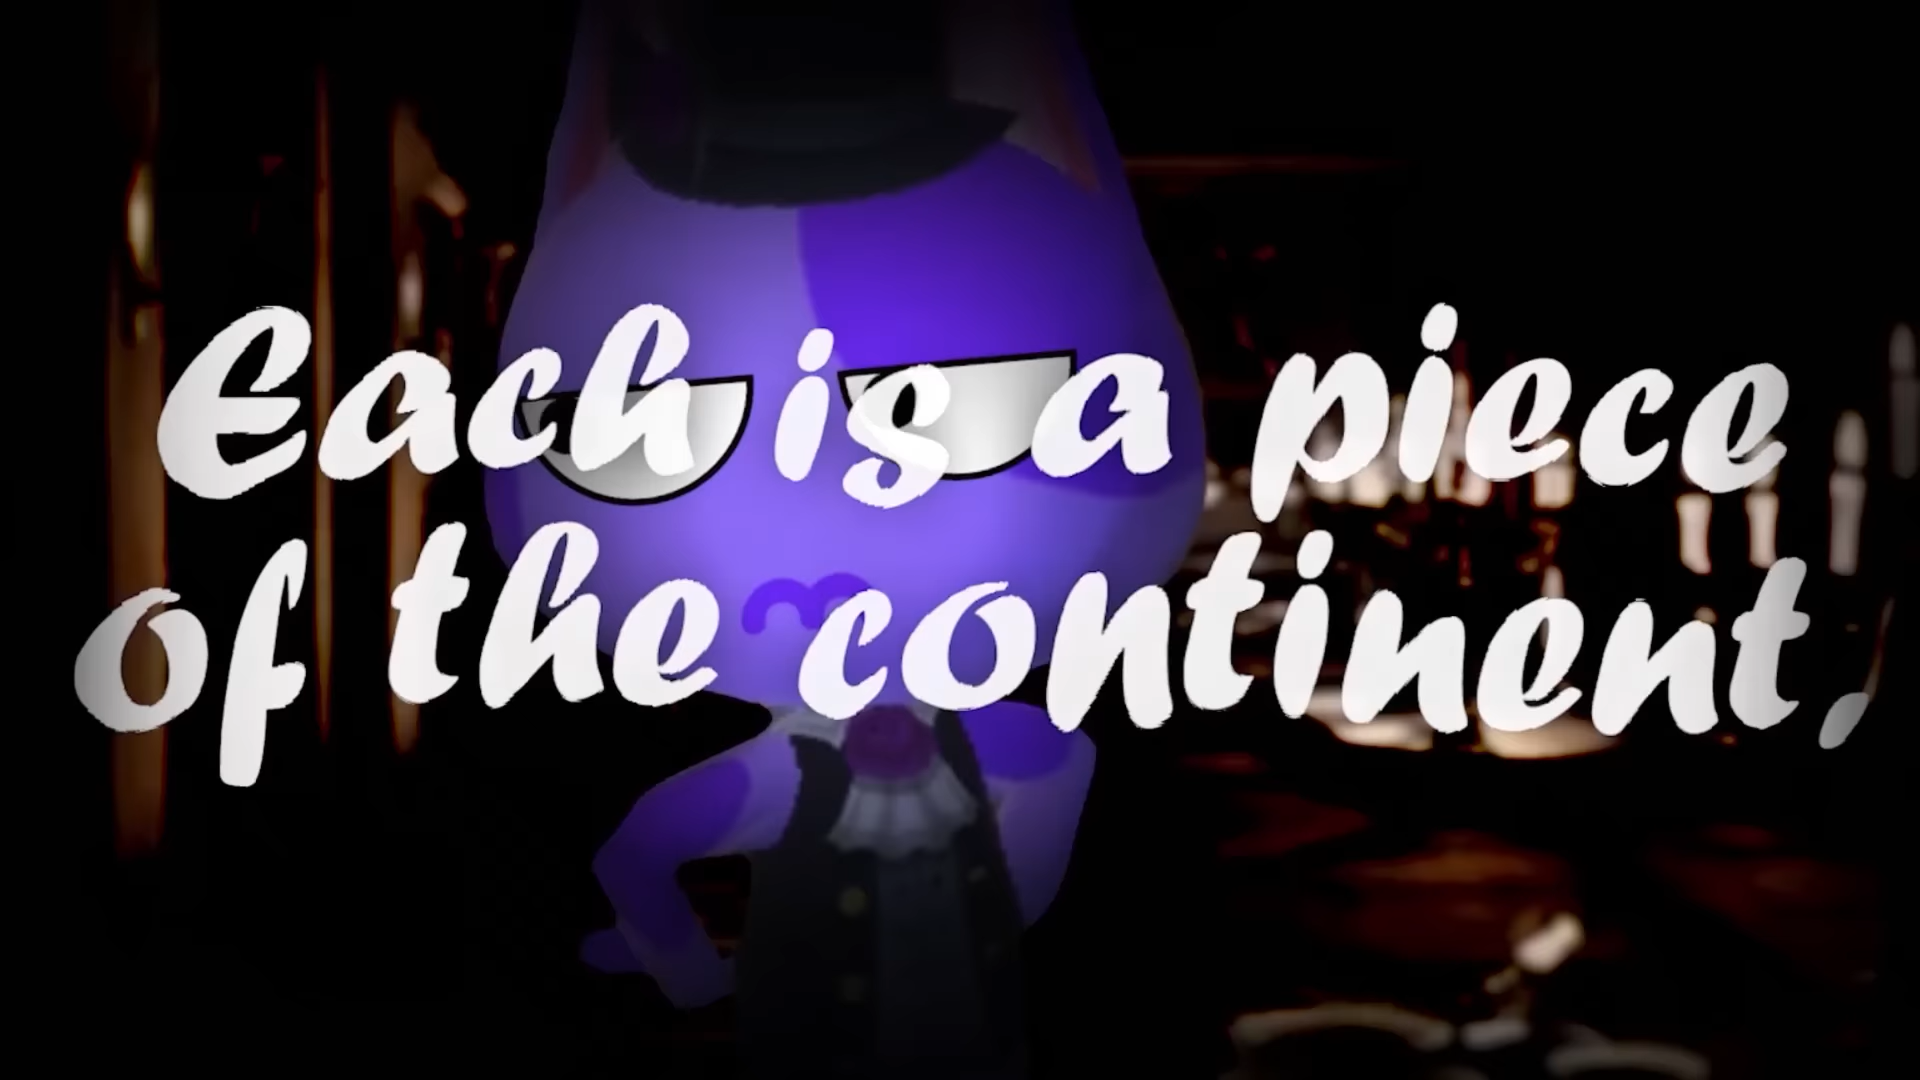 Each is a piece
of the continent,